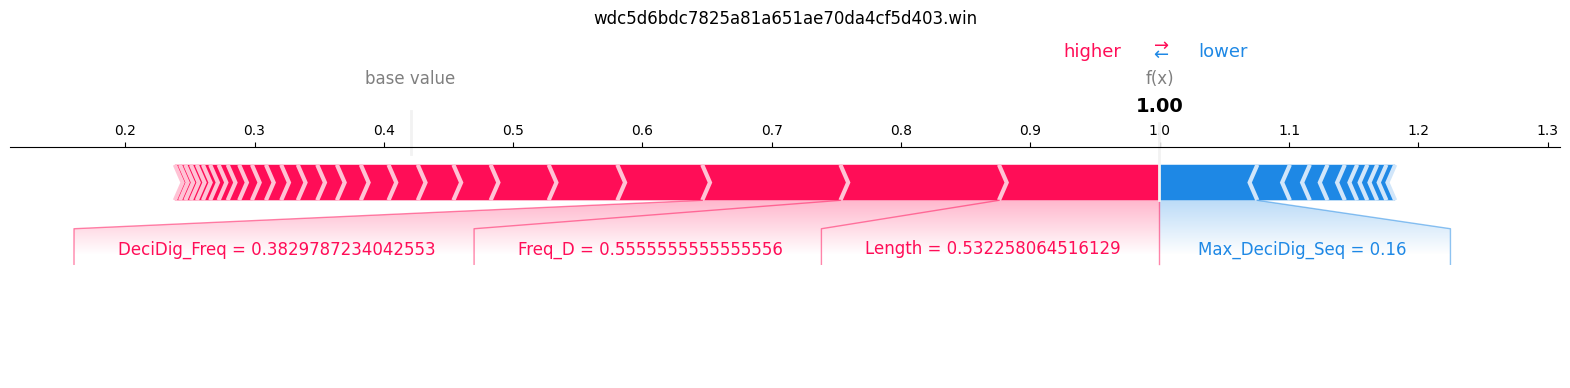 wdc5d6bdc7825a81a651ae70da4cf5d403.win
higher ⇄ lower
base value f(x)
1.00
0.2 0.3 0.4 0.5 0.6 0.7 0.8 0.9 1.0 1.1 1.2 1.3
DeciDig_Freq = 0.3829787234042553 Freq_D = 0.5555555555555556 Length = 0.532258064516129 Max_DeciDig_Seq = 0.16